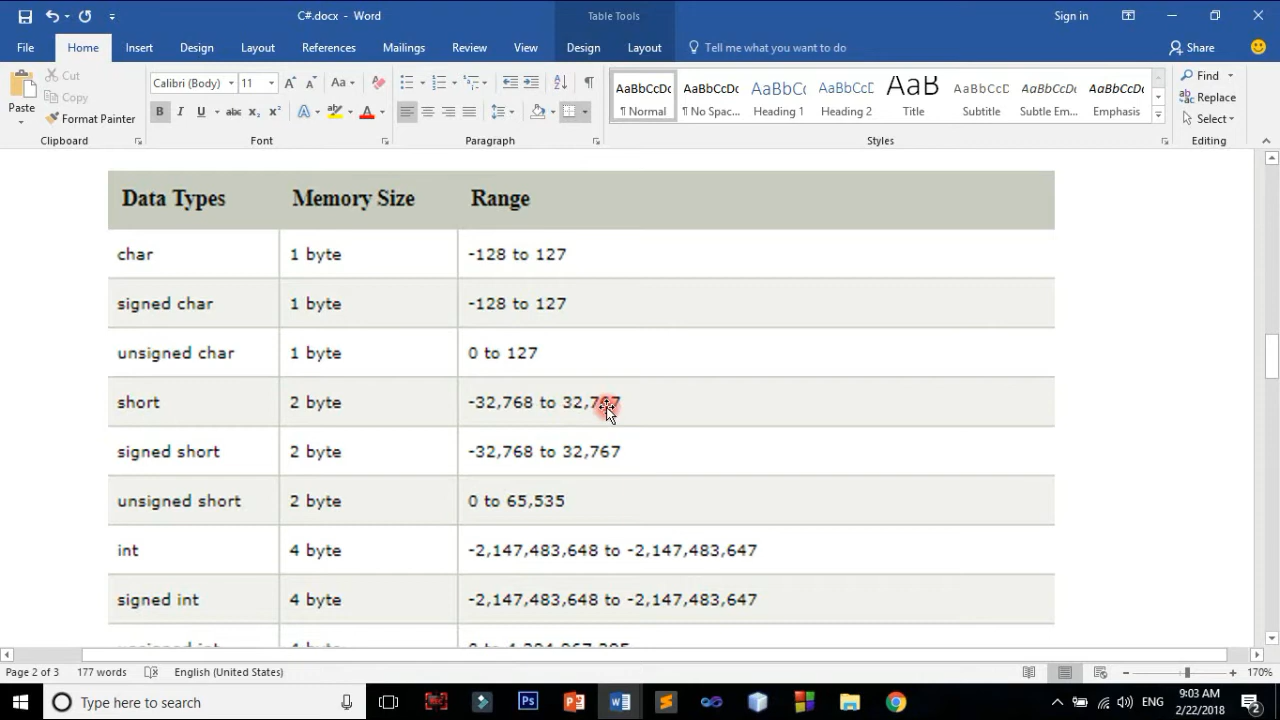 C#.docx - Word
Table Tools
Sign in
File Home Insert Design Layout References Mailings Review View Design Layout Tell me what you want to do Share
Paste
Cut
Copy
Format Painter
Clipboard
Calibri (Body) 11 Aa
B I U abc x₂ x² A A
Font
Paragraph
AaBbCcDc AaBbCcDc AaBbCc AaBbCcD AaB AaBbCcD AaBbCcDc AaBbCcDc
¶ Normal ¶ No Spac... Heading 1 Heading 2 Title Subtitle Subtle Em... Emphasis
Styles
Find
Replace
Select
Editing
Data Types Memory Size Range
char 1 byte -128 to 127
signed char 1 byte -128 to 127
unsigned char 1 byte 0 to 127
short 2 byte -32,768 to 32,767
signed short 2 byte -32,768 to 32,767
unsigned short 2 byte 0 to 65,535
int 4 byte -2,147,483,648 to -2,147,483,647
signed int 4 byte -2,147,483,648 to -2,147,483,647
Page 2 of 3 177 words English (United States) 170%
Type here to search
ENG
9:03 AM
2/22/2018